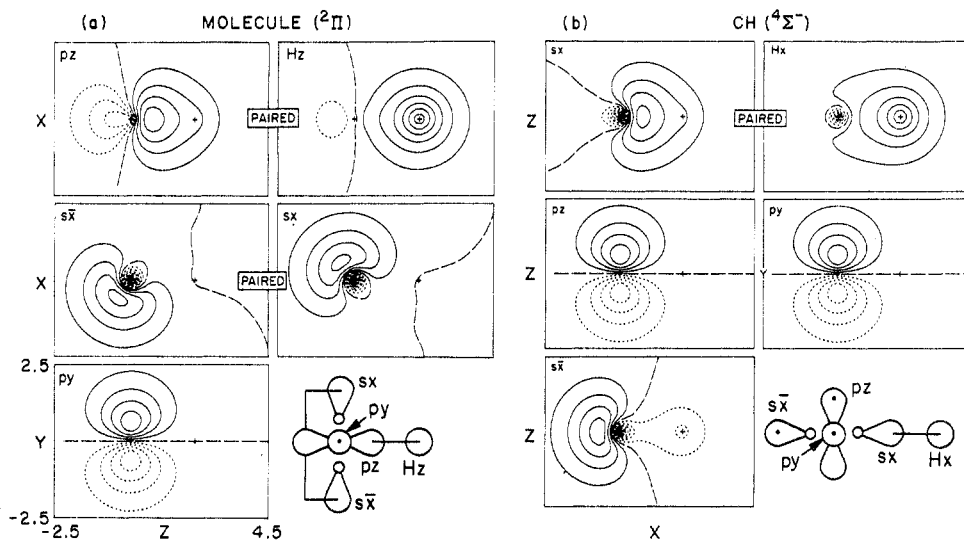 (a) MOLECULE (²Π)
pz
Hz
X
PAIRED
sx̄
sx
X
PAIRED
2.5
py
Y
-2.5
-2.5
Z
4.5
sx
py
pz
Hz
sx̄
(b) CH (⁴Σ⁻)
sx
Hx
Z
PAIRED
pz
py
Z
Y
sx̄
Z
X
pz
sx̄
py
sx
Hx